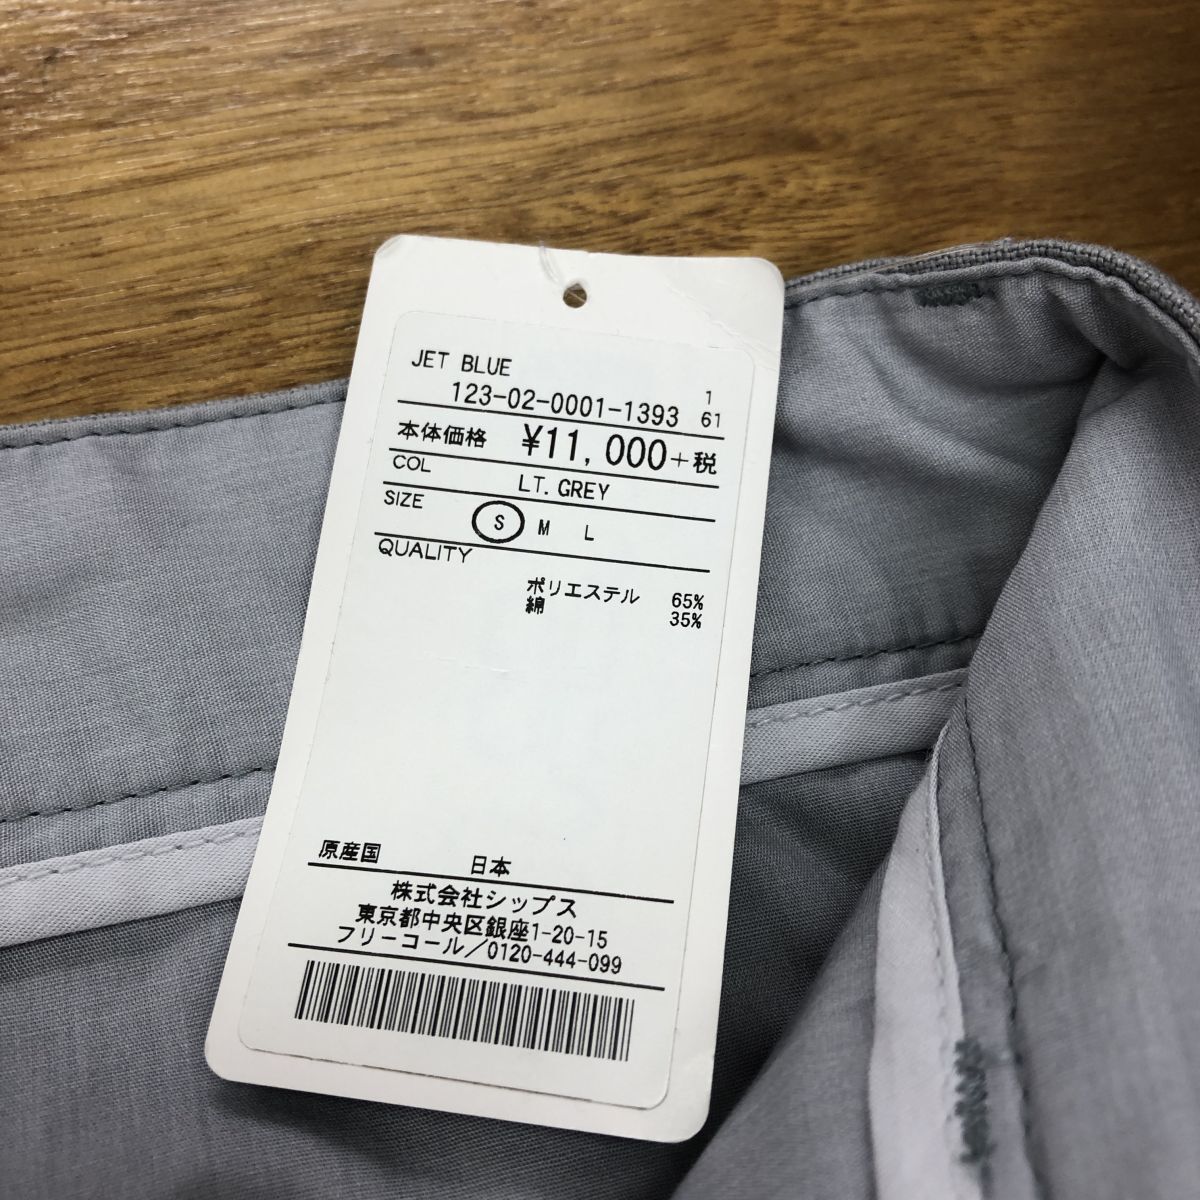 JET BLUE
123-02-0001-1393 1 61
本体価格 ¥11,000+税
COL LT. GREY
SIZE S M L
QUALITY
ポリエステル 65%
綿 35%
原産国 日本
株式会社シップス
東京都中央区銀座1-20-15
フリーコール/0120-444-099